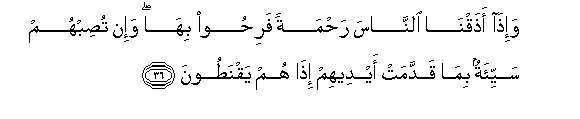 وَإِذَآ أَذَقْنَا ٱلنَّاسَ رَحْمَةً فَرِحُوا۟ بِهَا ۖ وَإِن تُصِبْهُمْ
سَيِّئَةٌۢ بِمَا قَدَّمَتْ أَيْدِيهِمْ إِذَا هُمْ يَقْنَطُونَ ٣٦